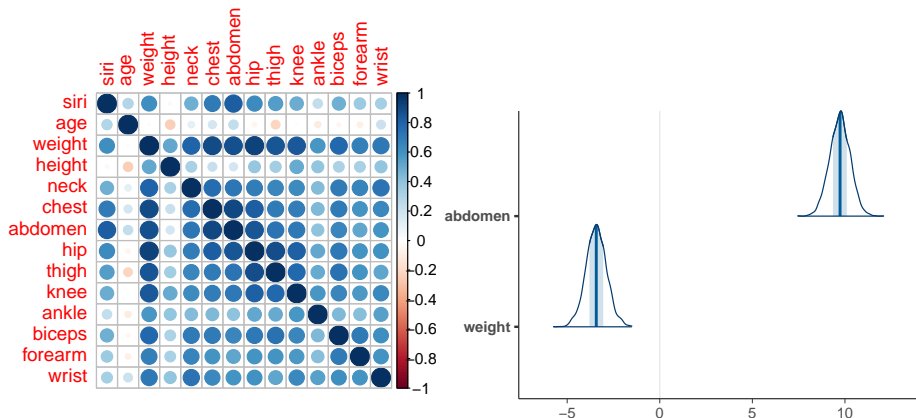 siri
age
weight
height
neck
chest
abdomen
hip
thigh
knee
ankle
biceps
forearm
wrist
siri
age
weight
height
neck
chest
abdomen
hip
thigh
knee
ankle
biceps
forearm
wrist
1
0.8
0.6
0.4
0.2
0
−0.2
−0.4
−0.6
−0.8
−1
abdomen
weight
−5
0
5
10